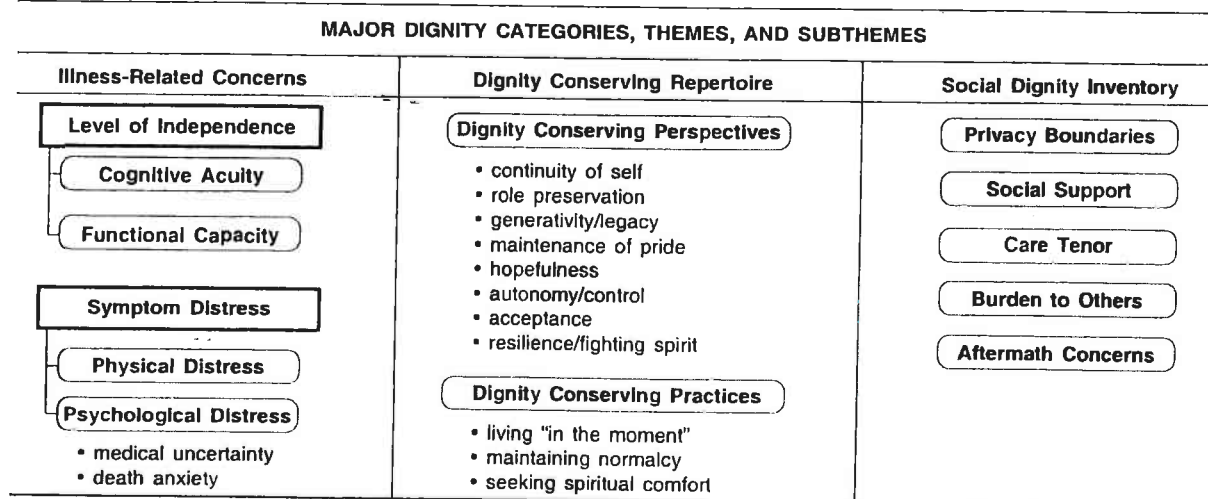 MAJOR DIGNITY CATEGORIES, THEMES, AND SUBTHEMES
Illness-Related Concerns
Level of Independence
Cognitive Acuity
Functional Capacity
Symptom Distress
Physical Distress
Psychological Distress
• medical uncertainty
• death anxiety
Dignity Conserving Repertoire
Dignity Conserving Perspectives
• continuity of self
• role preservation
• generativity/legacy
• maintenance of pride
• hopefulness
• autonomy/control
• acceptance
• resilience/fighting spirit
Dignity Conserving Practices
• living "in the moment"
• maintaining normalcy
• seeking spiritual comfort
Social Dignity Inventory
Privacy Boundaries
Social Support
Care Tenor
Burden to Others
Aftermath Concerns